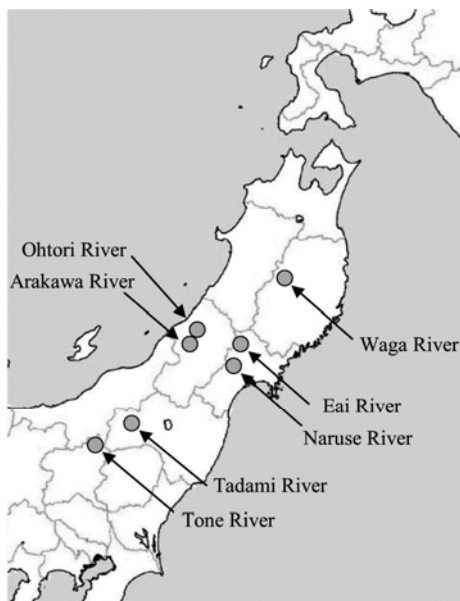 Ohtori River
Arakawa River
Waga River
Eai River
Naruse River
Tadami River
Tone River